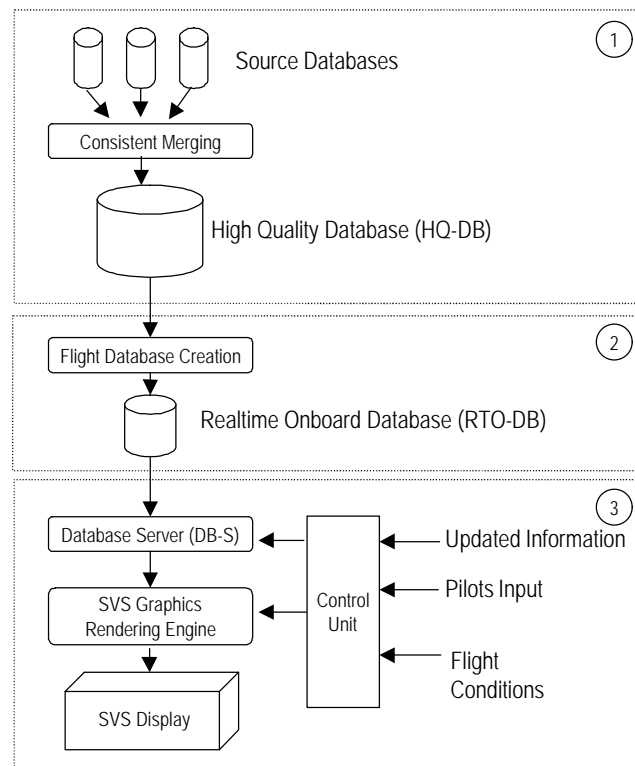 1
Source Databases
Consistent Merging
High Quality Database (HQ-DB)
2
Flight Database Creation
Realtime Onboard Database (RTO-DB)
3
Database Server (DB-S)
Updated Information
SVS Graphics
Rendering Engine
Control
Unit
Pilots Input
Flight
Conditions
SVS Display